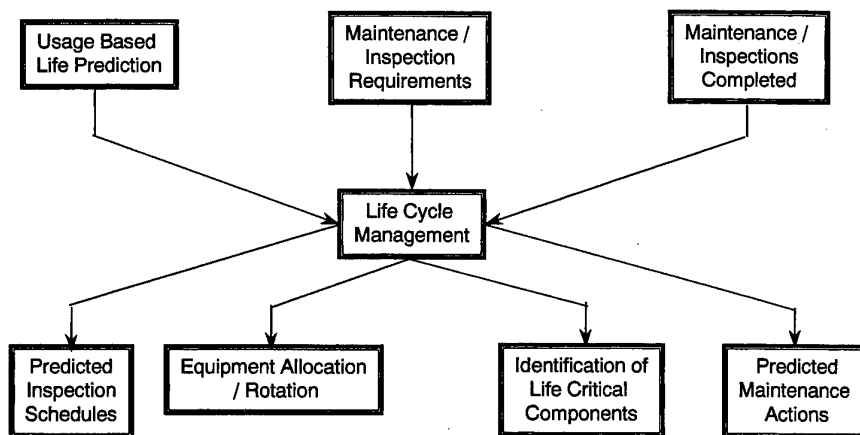 Usage Based
Life Prediction
Maintenance /
Inspection
Requirements
Maintenance /
Inspections
Completed
Life Cycle
Management
Predicted
Inspection
Schedules
Equipment Allocation
/ Rotation
Identification of
Life Critical
Components
Predicted
Maintenance
Actions